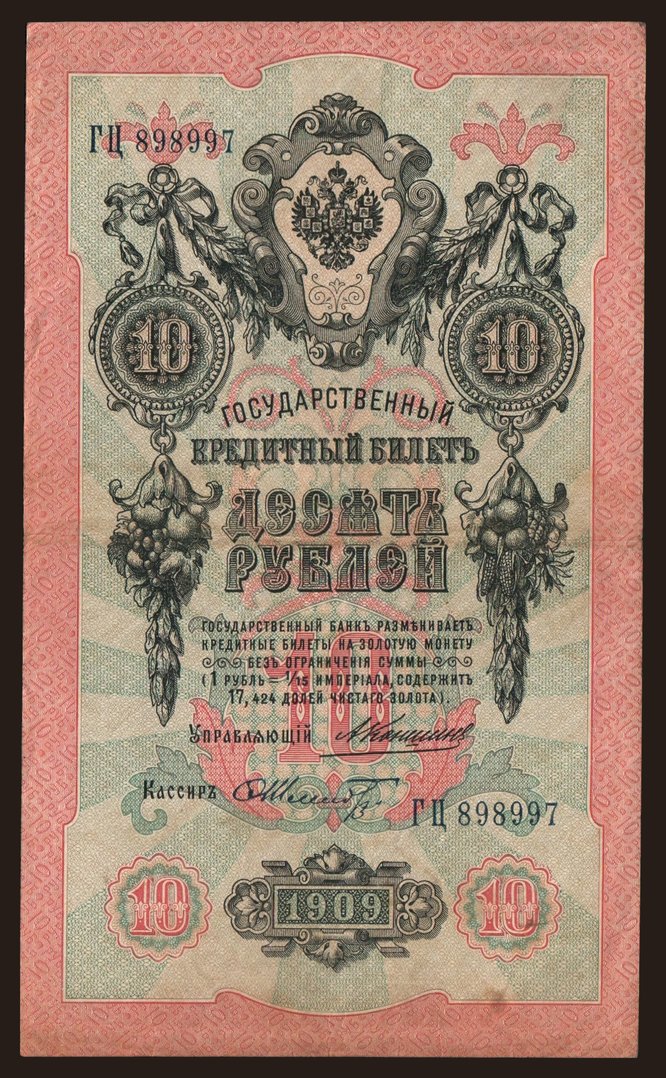 ГЦ 898997
10 10
ГОСУДАРСТВЕННЫЙ
КРЕДИТНЫЙ БИЛЕТЪ
ДЕСЯТЬ
РУБЛЕЙ
ГОСУДАРСТВЕННЫЙ БАНКЪ РАЗМѢНИВАЕТЪ
КРЕДИТНЫЕ БИЛЕТЫ НА ЗОЛОТУЮ МОНЕТУ
БЕЗЪ ОГРАНИЧЕНІЯ СУММЫ
(1 РУБЛЬ = 1/15 ИМПЕРІАЛА, СОДЕРЖИТЪ
17,424 ДОЛЕЙ ЧИСТАГО ЗОЛОТА).
10
УПРАВЛЯЮЩІЙ
Кассиръ
ГЦ 898997
10 1909 10